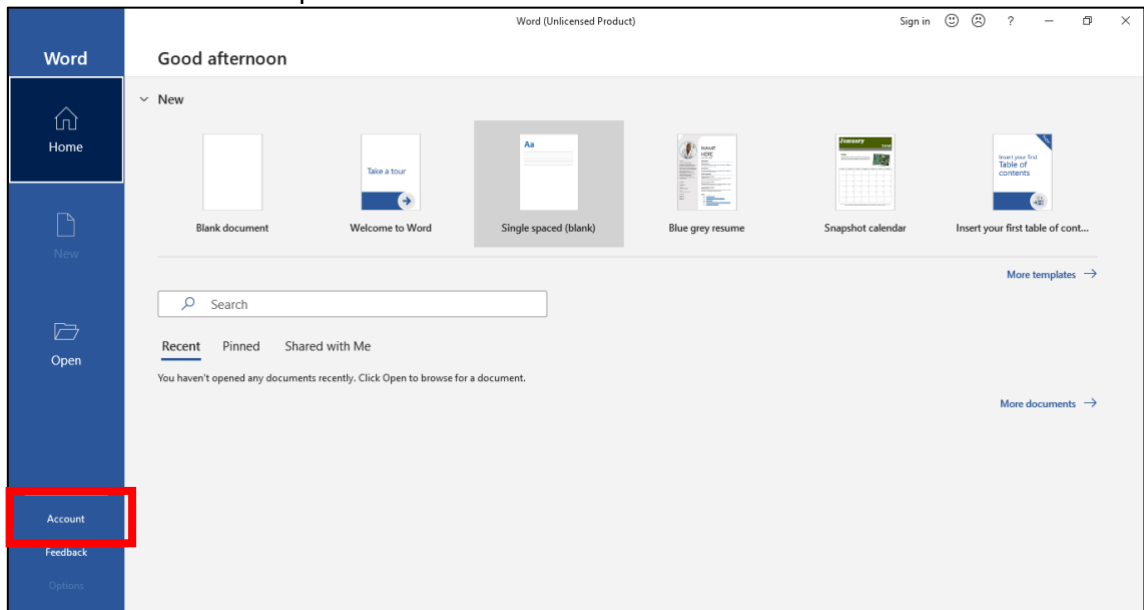 Word (Unlicensed Product)
Sign in
?
Word
Good afternoon
New
Home
Aa
Take a tour
NAME
HERE
January
Insert your first
Table of
contents
Blank document
Welcome to Word
Single spaced (blank)
Blue grey resume
Snapshot calendar
Insert your first table of cont...
New
More templates
Search
Open
Recent
Pinned
Shared with Me
You haven't opened any documents recently. Click Open to browse for a document.
More documents
Account
Feedback
Options